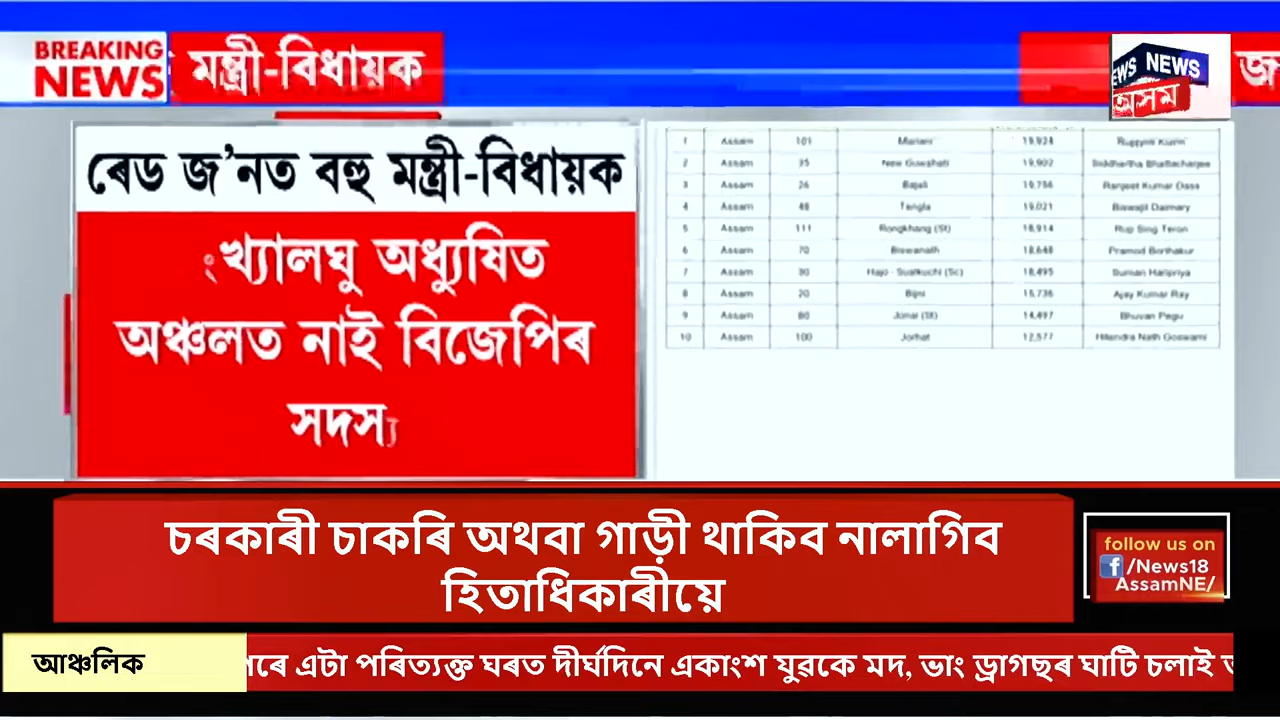 BREAKING
NEWS
মন্ত্ৰী-বিধায়ক
জ
NEWS
অসম
ৰেড জ'নত বহু মন্ত্ৰী-বিধায়ক
ংখ্যালঘু অধ্যুষিত
অঞ্চলত নাই বিজেপিৰ
সদস্য
1 Assam 101 Mariani 19,924
2 Assam 35 New Guwahati 19,902 Siddhartha Bhattacharjee
3 Assam 26 Bajali 19,756 Ranjeet Kumar Dass
4 Assam 48 Tangla 19,021 Biswajit Daimary
5 Assam 111 Rongkhang (St) 18,914 Rup Sing Teron
6 Assam 70 Biswanath 18,648 Pramod Borthakur
7 Assam 30 Hajo - Sualkuchi (Sc) 18,495 Suman Haripriya
8 Assam 20 Bijni 15,736 Ajay Kumar Ray
9 Assam 80 Jonai (St) 14,497 Bhuvan Pegu
10 Assam 100 Jorhat 12,577 Hitendra Nath Goswami
চৰকাৰী চাকৰি অথবা গাড়ী থাকিব নালাগিব
হিতাধিকাৰীয়ে
follow us on
/News18
AssamNE/
আঞ্চলিক
পৰে এটা পৰিত্যক্ত ঘৰত দীৰ্ঘদিনে একাংশ যুৱকে মদ, ভাং ড্ৰাগছৰ ঘাটি চলাই